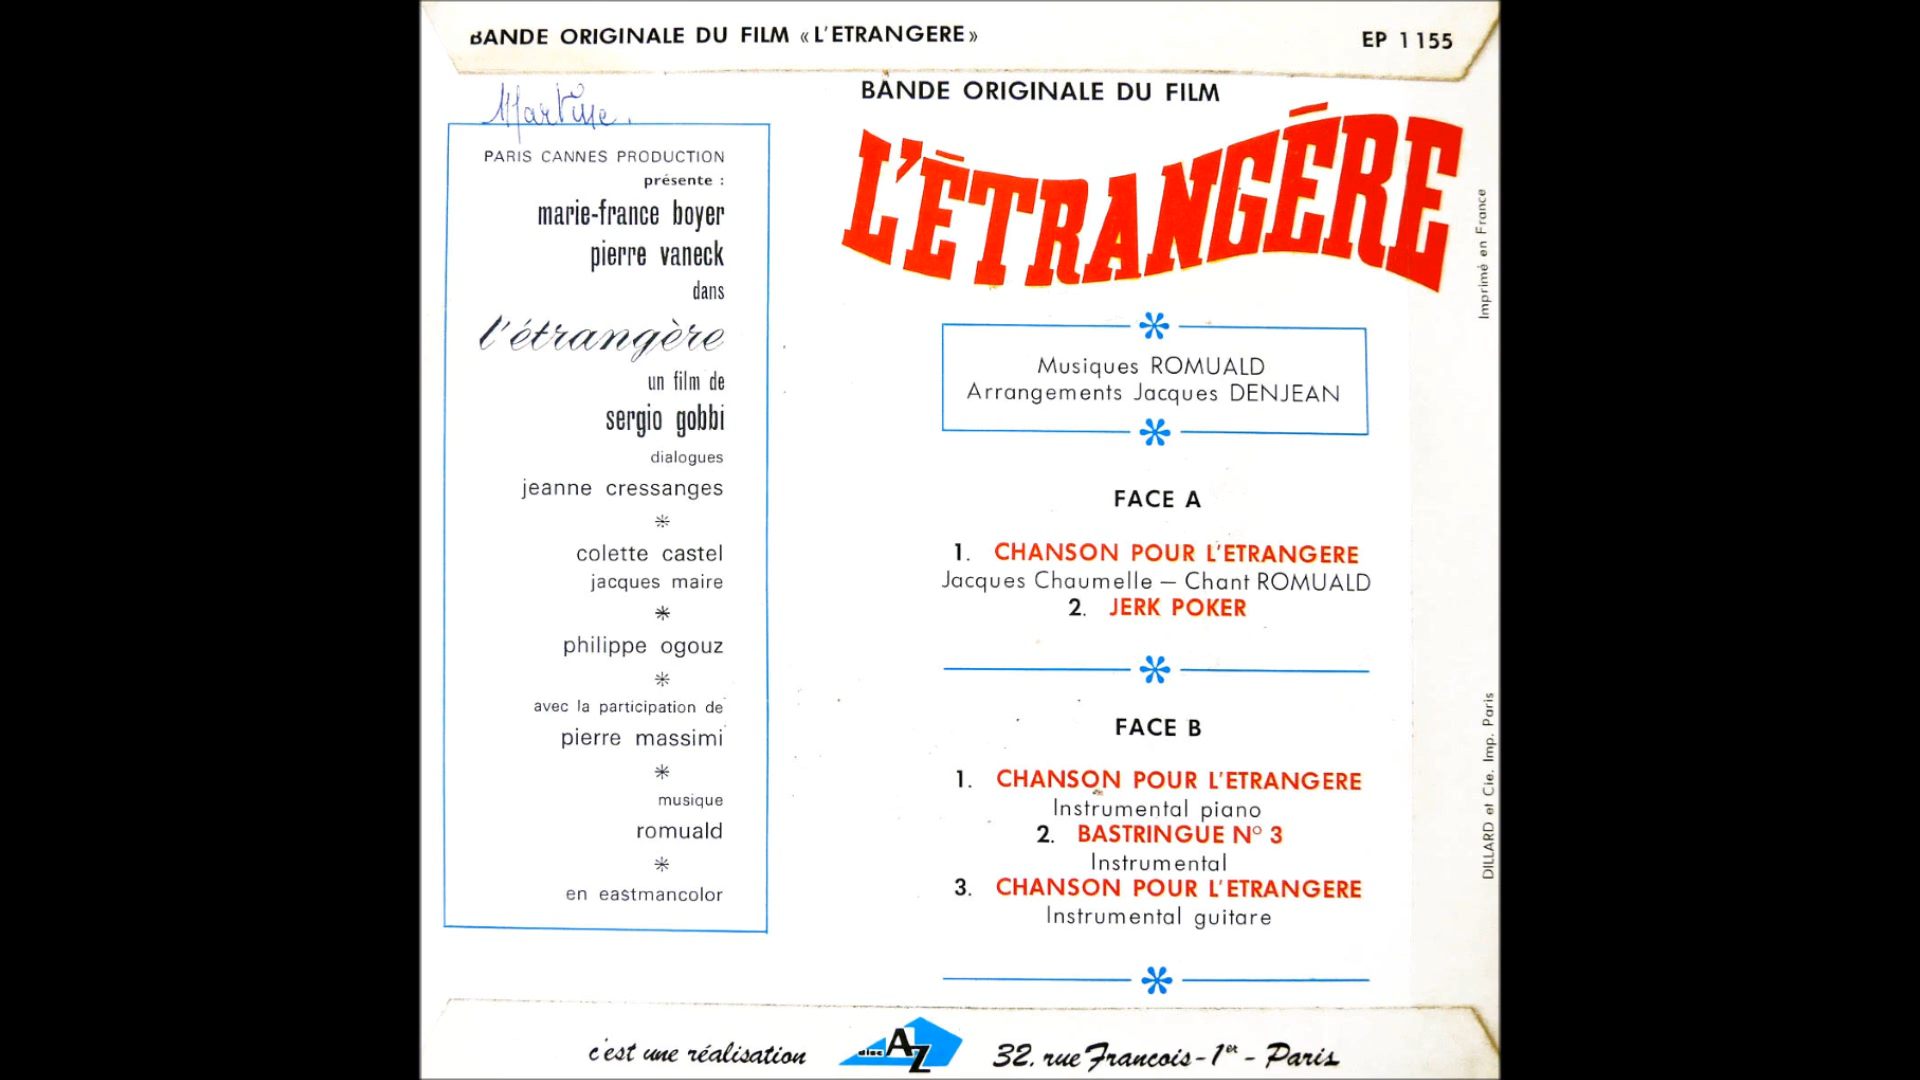 BANDE ORIGINALE DU FILM « L'ETRANGERE »
EP 1155
Martine.
PARIS CANNES PRODUCTION
présente :
marie-france boyer
pierre vaneck
dans
l'étrangère
un film de
sergio gobbi
dialogues
jeanne cressanges
*
colette castel
jacques maire
*
philippe ogouz
*
avec la participation de
pierre massimi
*
musique
romuald
*
en eastmancolor
BANDE ORIGINALE DU FILM
L'ÉTRANGÉRE
Musiques ROMUALD
Arrangements Jacques DENJEAN
FACE A
1. CHANSON POUR L'ETRANGERE
Jacques Chaumelle – Chant ROMUALD
2. JERK POKER
FACE B
1. CHANSON POUR L'ETRANGERE
Instrumental piano
2. BASTRINGUE N° 3
Instrumental
3. CHANSON POUR L'ETRANGERE
Instrumental guitare
Imprimé en France
DILLARD et Cie. Imp. Paris
c'est une réalisation
disc AZ
32, rue François-1er - Paris